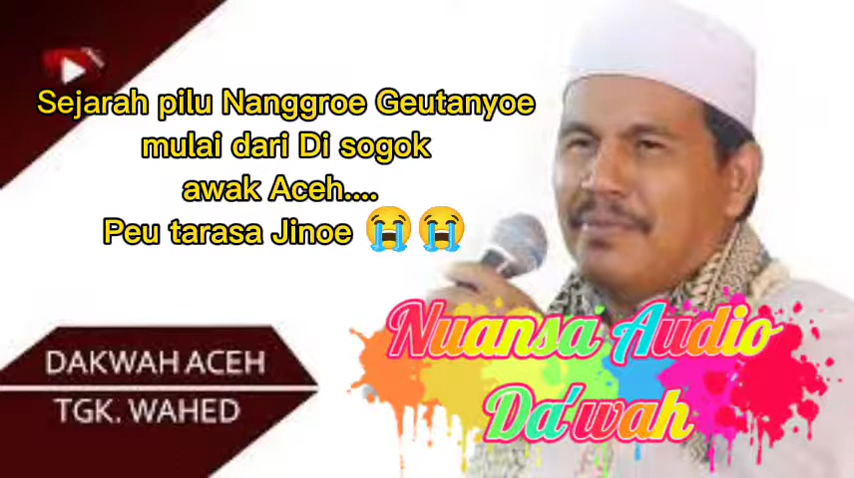 Sejarah pilu Nanggroe Geutanyoe
mulai dari Di sogok
awak Aceh....
Peu tarasa Jinoe 😭😭
DAKWAH ACEH
TGK. WAHED
Nuansa Audio
Da'wah